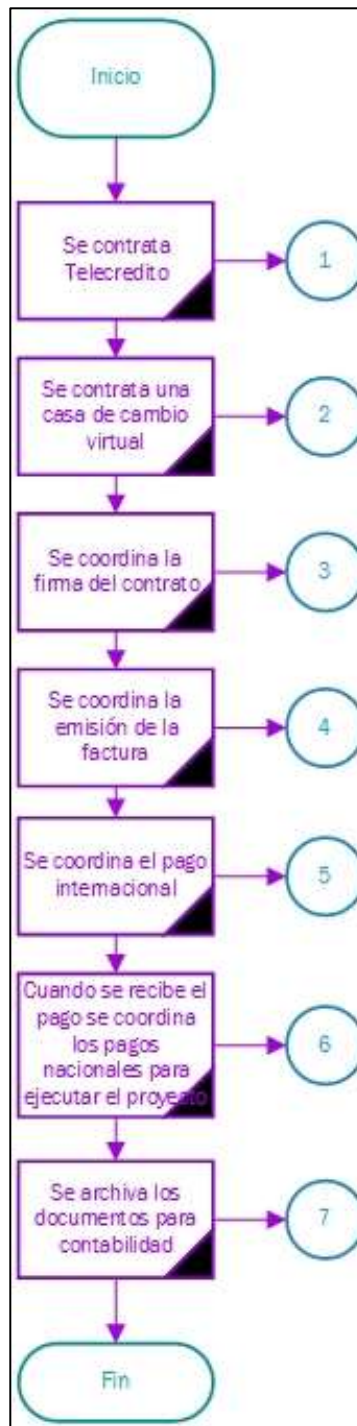 Inicio
Se contrata
Telecredito
1
Se contrata una
casa de cambio
virtual
2
Se coordina la
firma del contrato
3
Se coordina la
emisión de la
factura
4
Se coordina el pago
internacional
5
Cuando se recibe el
pago se coordina
los pagos
nacionales para
ejecutar el proyecto
6
Se archiva los
documentos para
contabilidad
7
Fin